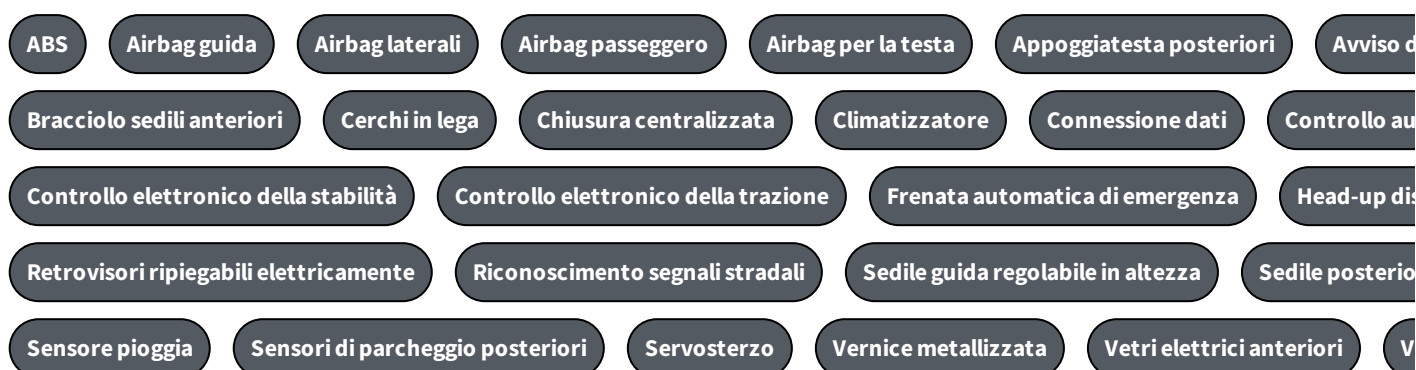 ABS Airbag guida Airbag laterali Airbag passeggero Airbag per la testa Appoggiatesta posteriori Avviso
Bracciolo sedili anteriori Cerchi in lega Chiusura centralizzata Climatizzatore Connessione dati Controllo
Controllo elettronico della stabilità Controllo elettronico della trazione Frenata automatica di emergenza Head-up
Retrovisori ripiegabili elettricamente Riconoscimento segnali stradali Sedile guida regolabile in altezza Sedile
Sensore pioggia Sensori di parcheggio posteriori Servosterzo Vernice metallizzata Vetri elettrici anteriori